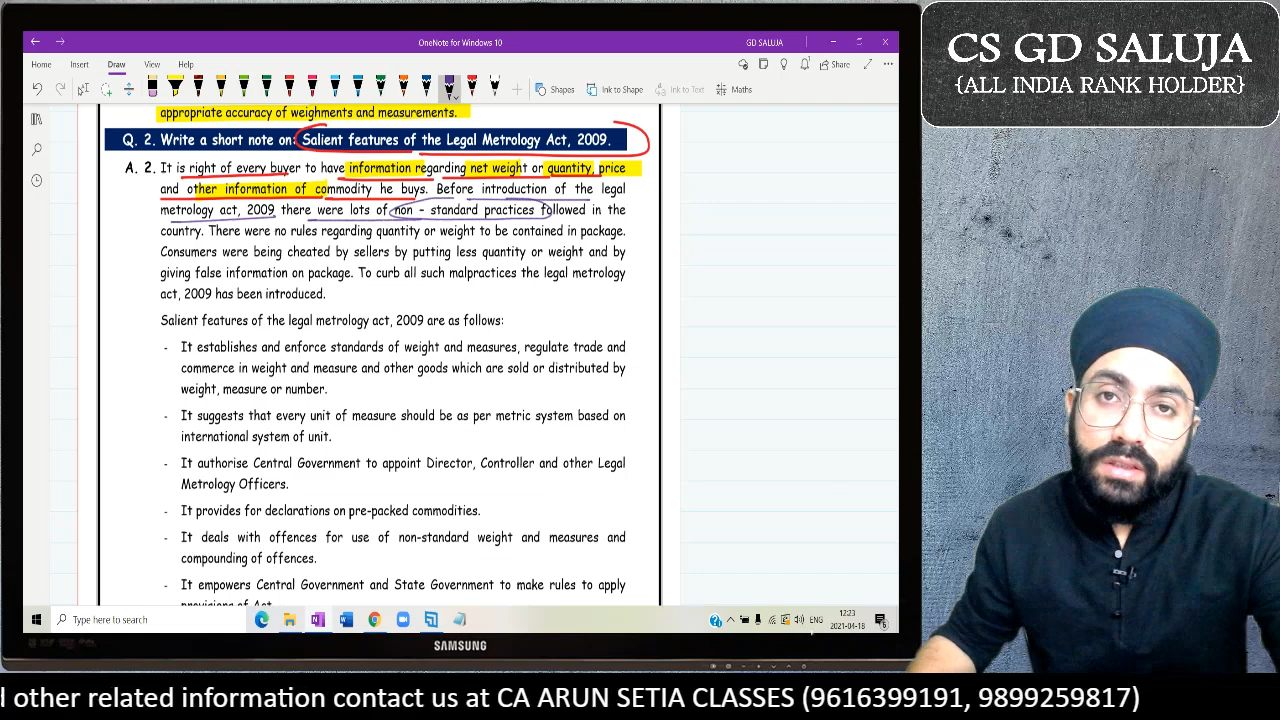 CS GD SALUJA
{ALL INDIA RANK HOLDER}
OneNote for Windows 10
GD SALUJA
Home Insert Draw View Help
Share
Shapes Ink to Shape Ink to Text Maths
appropriate accuracy of weighments and measurements.
Q. 2. Write a short note on: Salient features of the Legal Metrology Act, 2009.
A. 2. It is right of every buyer to have information regarding net weight or quantity, price
and other information of commodity he buys. Before introduction of the legal
metrology act, 2009 there were lots of non - standard practices followed in the
country. There were no rules regarding quantity or weight to be contained in package.
Consumers were being cheated by sellers by putting less quantity or weight and by
giving false information on package. To curb all such malpractices the legal metrology
act, 2009 has been introduced.
Salient features of the legal metrology act, 2009 are as follows:
- It establishes and enforce standards of weight and measures, regulate trade and
commerce in weight and measure and other goods which are sold or distributed by
weight, measure or number.
- It suggests that every unit of measure should be as per metric system based on
international system of unit.
- It authorise Central Government to appoint Director, Controller and other Legal
Metrology Officers.
- It provides for declarations on pre-packed commodities.
- It deals with offences for use of non-standard weight and measures and
compounding of offences.
- It empowers Central Government and State Government to make rules to apply
provisions of Act.
Type here to search
ENG
12:23
2021-04-18
SAMSUNG
d other related information contact us at CA ARUN SETIA CLASSES (9616399191, 9899259817)